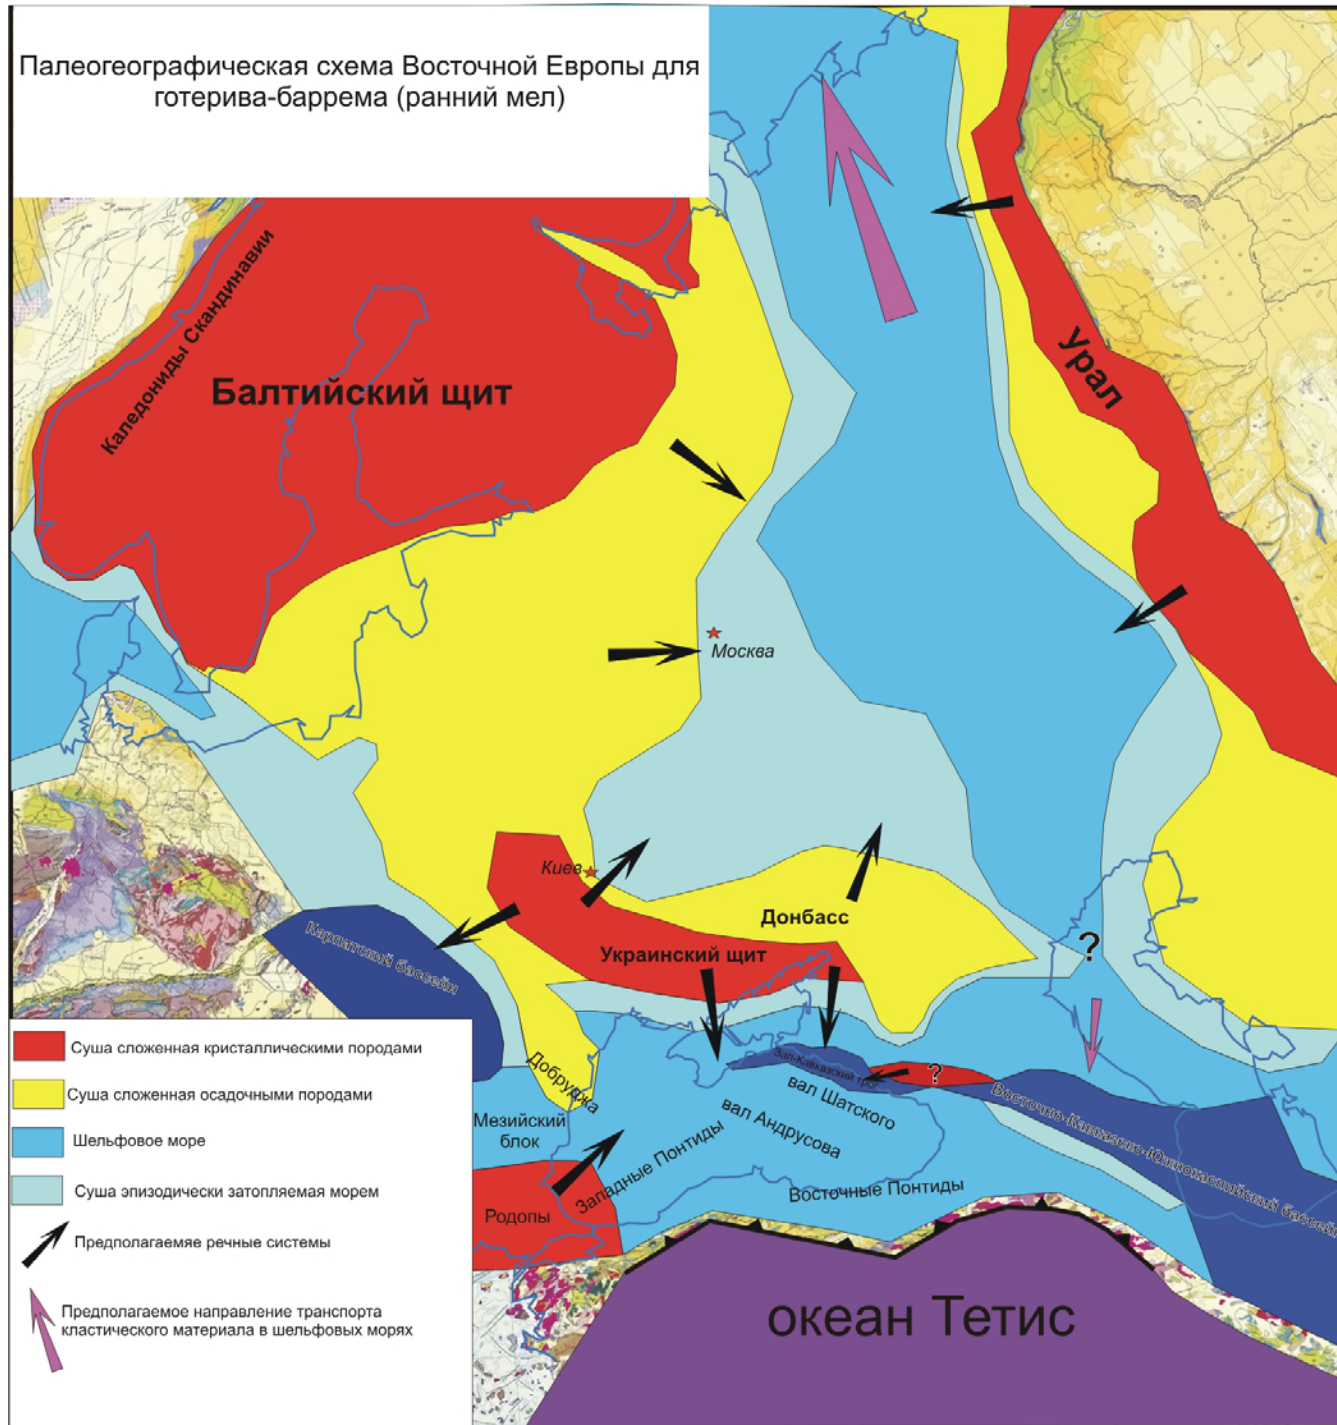 Палеогеографическая схема Восточной Европы для
готерива-баррема (ранний мел)
Каледониды Скандинавии
Балтийский щит
Урал
Москва
Киев
Донбасс
Украинский щит
Карпатский бассейн
?
Добруджа
Зап-Кавказский трог
?
вал Шатского
Восточно-Кавказско-Южнокаспийский бассейн
вал Андрусова
Мезийский
блок
Западные Понтиды
Восточные Понтиды
Родопы
океан Тетис
Суша сложенная кристаллическими породами
Суша сложенная осадочными породами
Шельфовое море
Суша эпизодически затопляемая морем
Предполагаемяе речные системы
Предполагаемое направление транспорта
кластического материала в шельфовых морях